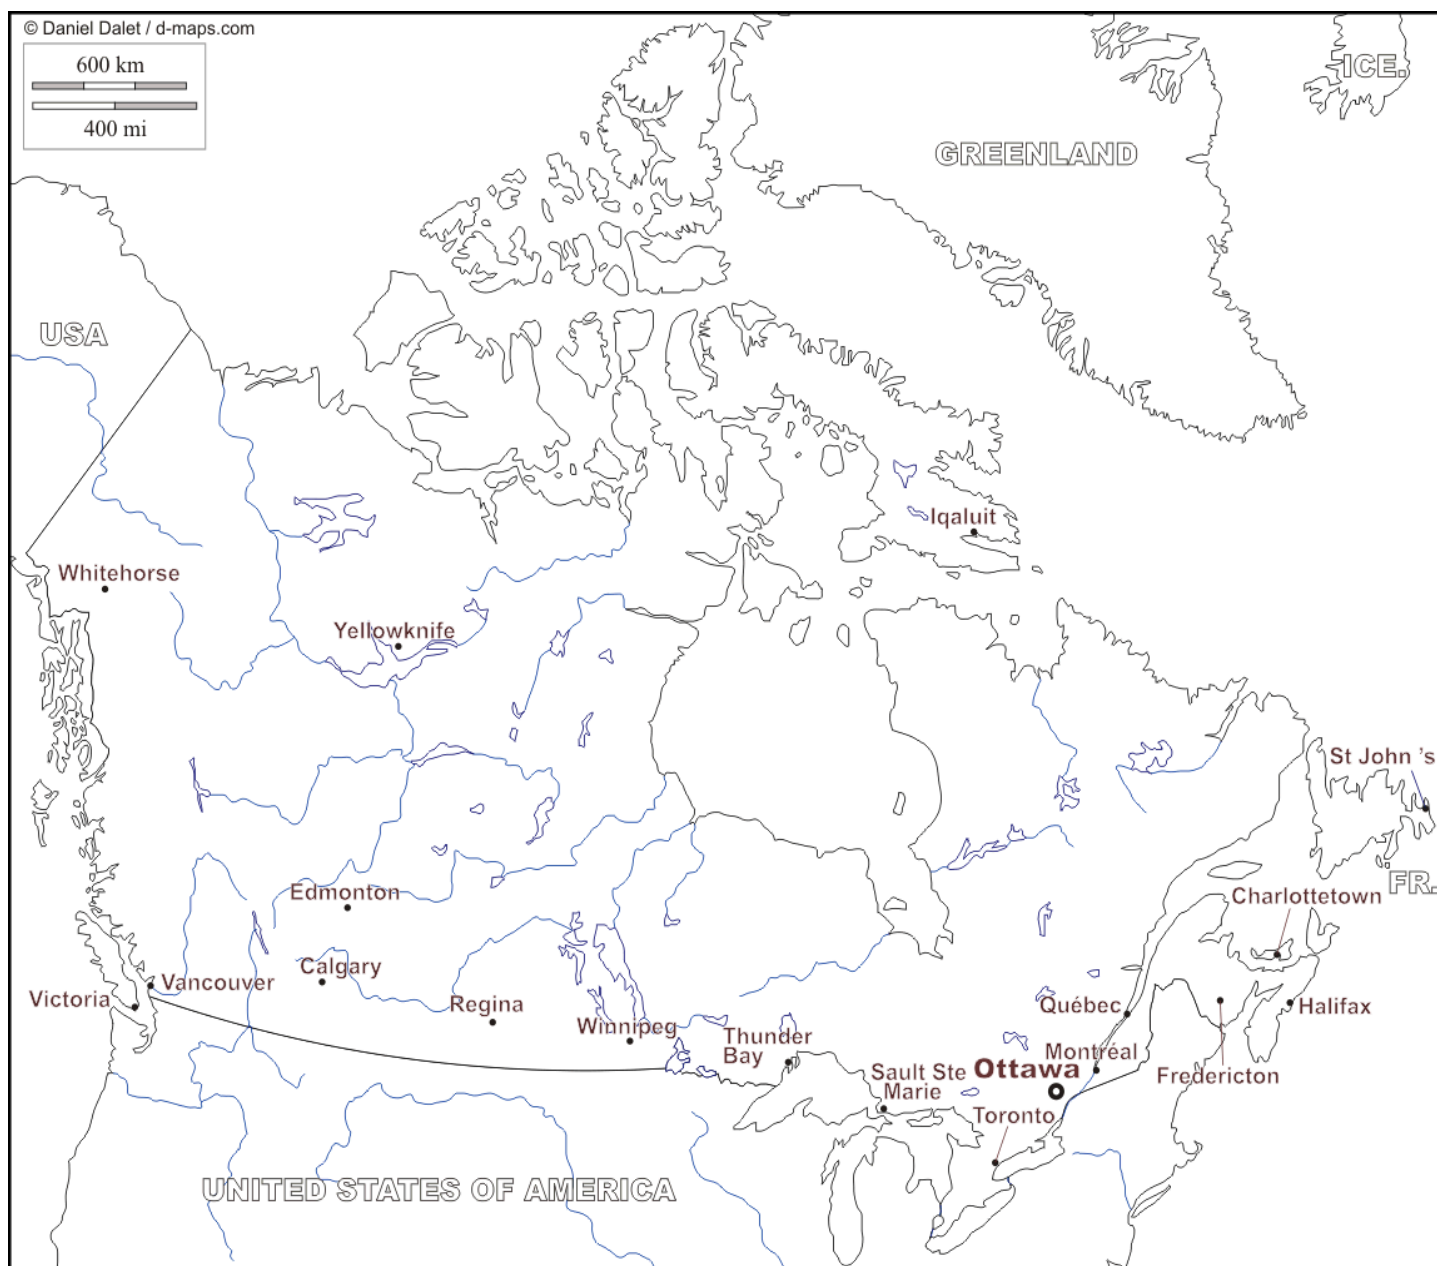 © Daniel Dalet / d-maps.com
600 km
400 mi
ICE.
GREENLAND
USA
Iqaluit
Whitehorse
Yellowknife
St John 's
Edmonton
FR.
Charlottetown
Calgary
Vancouver
Victoria
Regina
Québec
Halifax
Winnipeg
Thunder
Bay
Montréal
Sault Ste
Marie
Ottawa
Fredericton
Toronto
UNITED STATES OF AMERICA